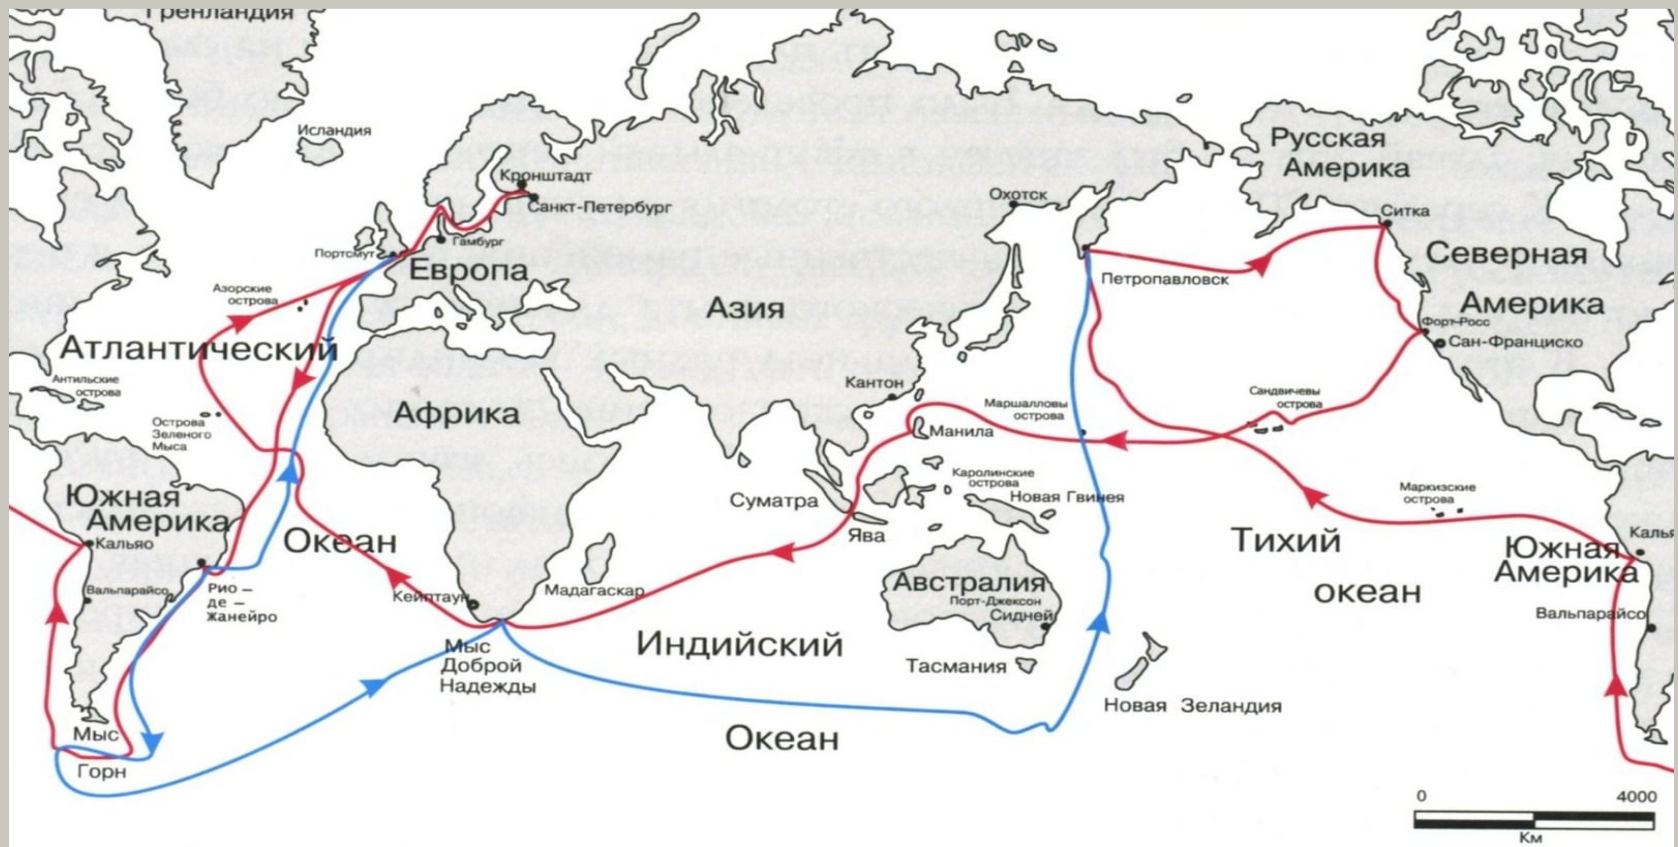 Гренландия
Исландия
Кронштадт
Санкт-Петербург
Портсмут
Гамбург
Европа
Азорские
острова
Атлантический
Антильские
острова
Острова
Зеленого
Мыса
Африка
Азия
Охотск
Петропавловск
Русская
Америка
Ситка
Северная
Америка
Форт-Росс
Сан-Франциско
Кантон
Манила
Маршалловы
острова
Сандвичевы
острова
Каролинские
острова
Новая Гвинея
Маркизские
острова
Суматра
Ява
Южная
Америка
Кальяо
Вальпарайсо
Рио –
де –
Жанейро
Океан
Кейптаун
Мадагаскар
Мыс
Доброй
Надежды
Индийский
Океан
Австралия
Порт-Джексон
Сидней
Тасмания
Новая Зеландия
Тихий
океан
Южная
Америка
Калья
Вальпарайсо
Мыс
Горн
0 4000
Км